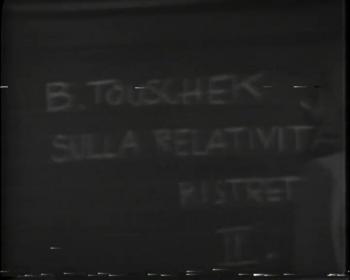 B. TOUSCHEK
SULLA RELATIVIT
RISTRET
II.